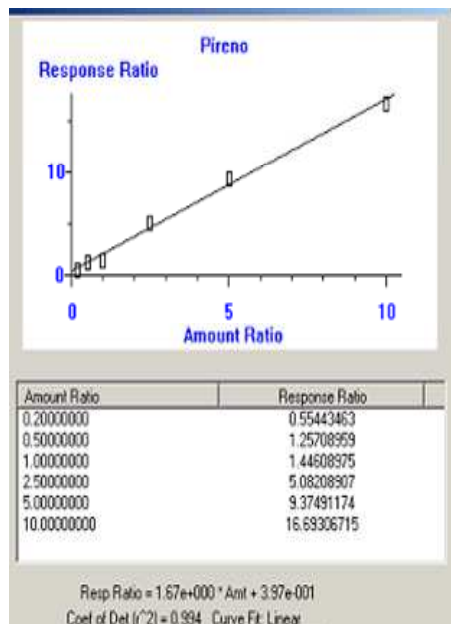 Pireno
Response Ratio
10
0
0 5 10
Amount Ratio
Amount Ratio Response Ratio
0.20000000 0.55443463
0.50000000 1.25708959
1.00000000 1.44608975
2.50000000 5.08208907
5.00000000 9.37491174
10.00000000 16.69306715
Resp Ratio = 1.67e+000 * Amt + 3.97e-001
Coef of Det (r^2) = 0.994 Curve Fit: Linear